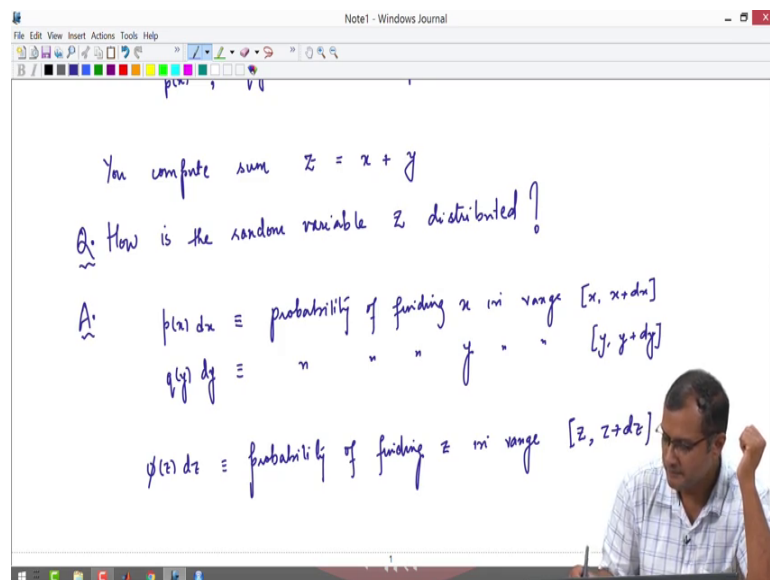 Note1 - Windows Journal
File Edit View Insert Actions Tools Help
B I
p(x) ,
You compute sum z = x + y
Q. How is the random variable z distributed?
A. p(x) dx ≡ probability of finding x in range [x, x+dx]
q(y) dy ≡ " " " y " " [y, y+dy]
φ(z) dz ≡ probability of finding z in range [z, z+dz]
1